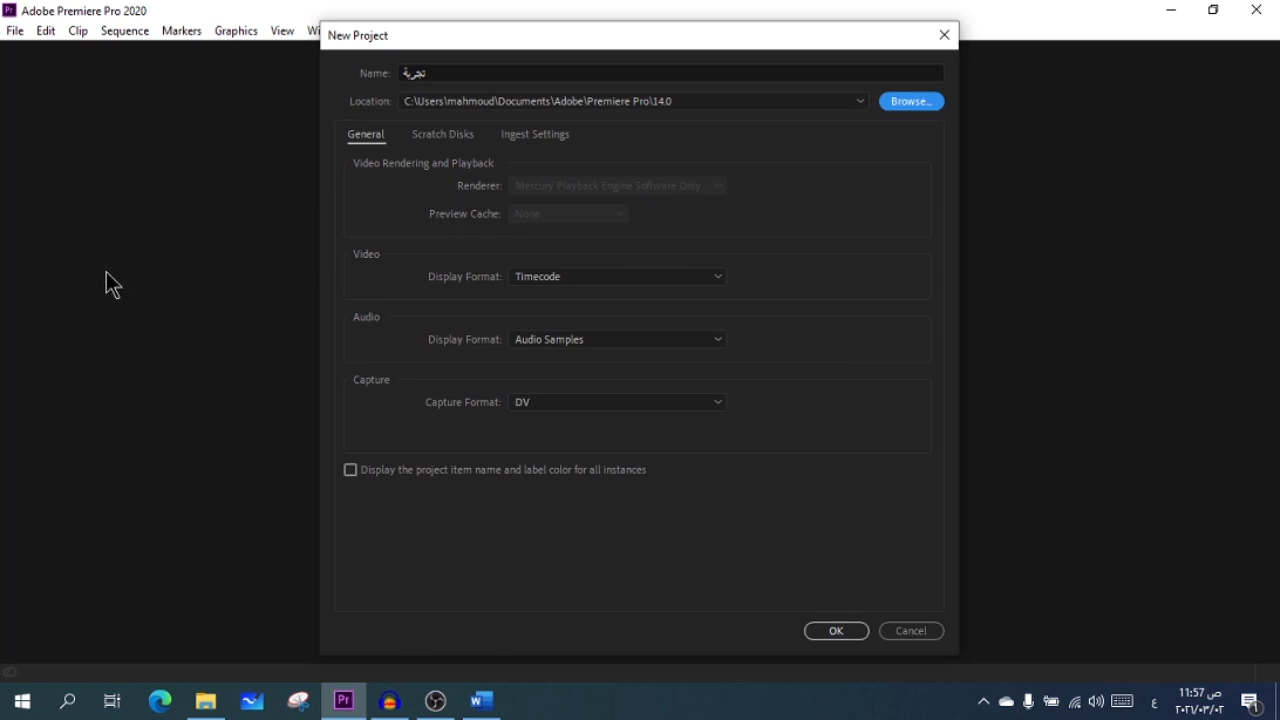 Adobe Premiere Pro 2020
File Edit Clip Sequence Markers Graphics View
New Project
Name: تجربة
Location: C:\Users\mahmoud\Documents\Adobe\Premiere Pro\14.0
Browse...
General Scratch Disks Ingest Settings
Video Rendering and Playback
Renderer: Mercury Playback Engine Software Only
Preview Cache: None
Video
Display Format: Timecode
Audio
Display Format: Audio Samples
Capture
Capture Format: DV
Display the project item name and label color for all instances
OK Cancel
ع
11:57 ص
٢٠٢١/٠٣/٠٢